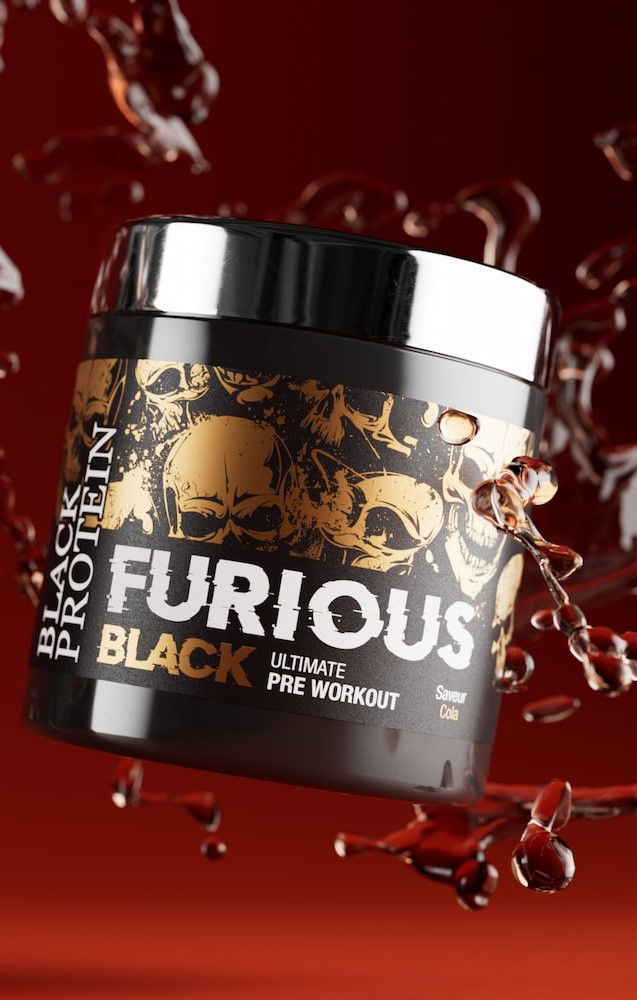 BLACK
PROTEIN
FURIOUS
BLACK
ULTIMATE
PRE WORKOUT
Saveur
Cola